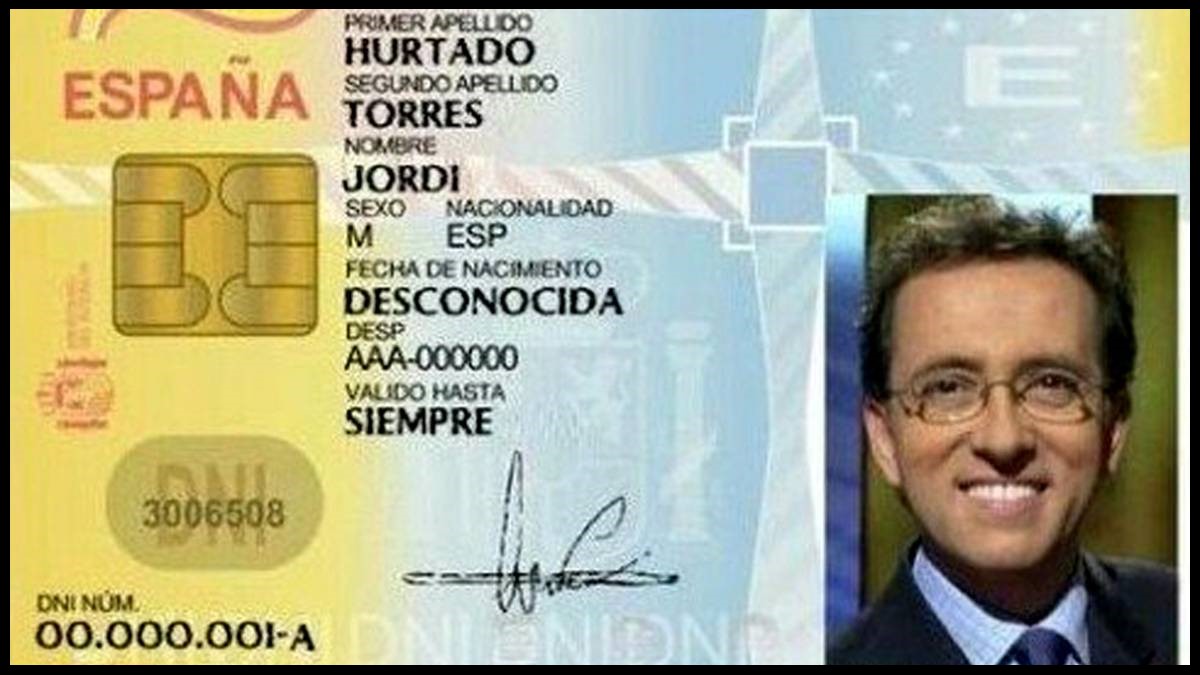 ESPAÑA
PRIMER APELLIDO
HURTADO
SEGUNDO APELLIDO
TORRES
NOMBRE
JORDI
SEXO NACIONALIDAD
M ESP
FECHA DE NACIMIENTO
DESCONOCIDA
DESP
AAA-000000
VALIDO HASTA
SIEMPRE
E
DNI
3006508
DNI NÚM.
00.000.001-A
DNI DNI DNI